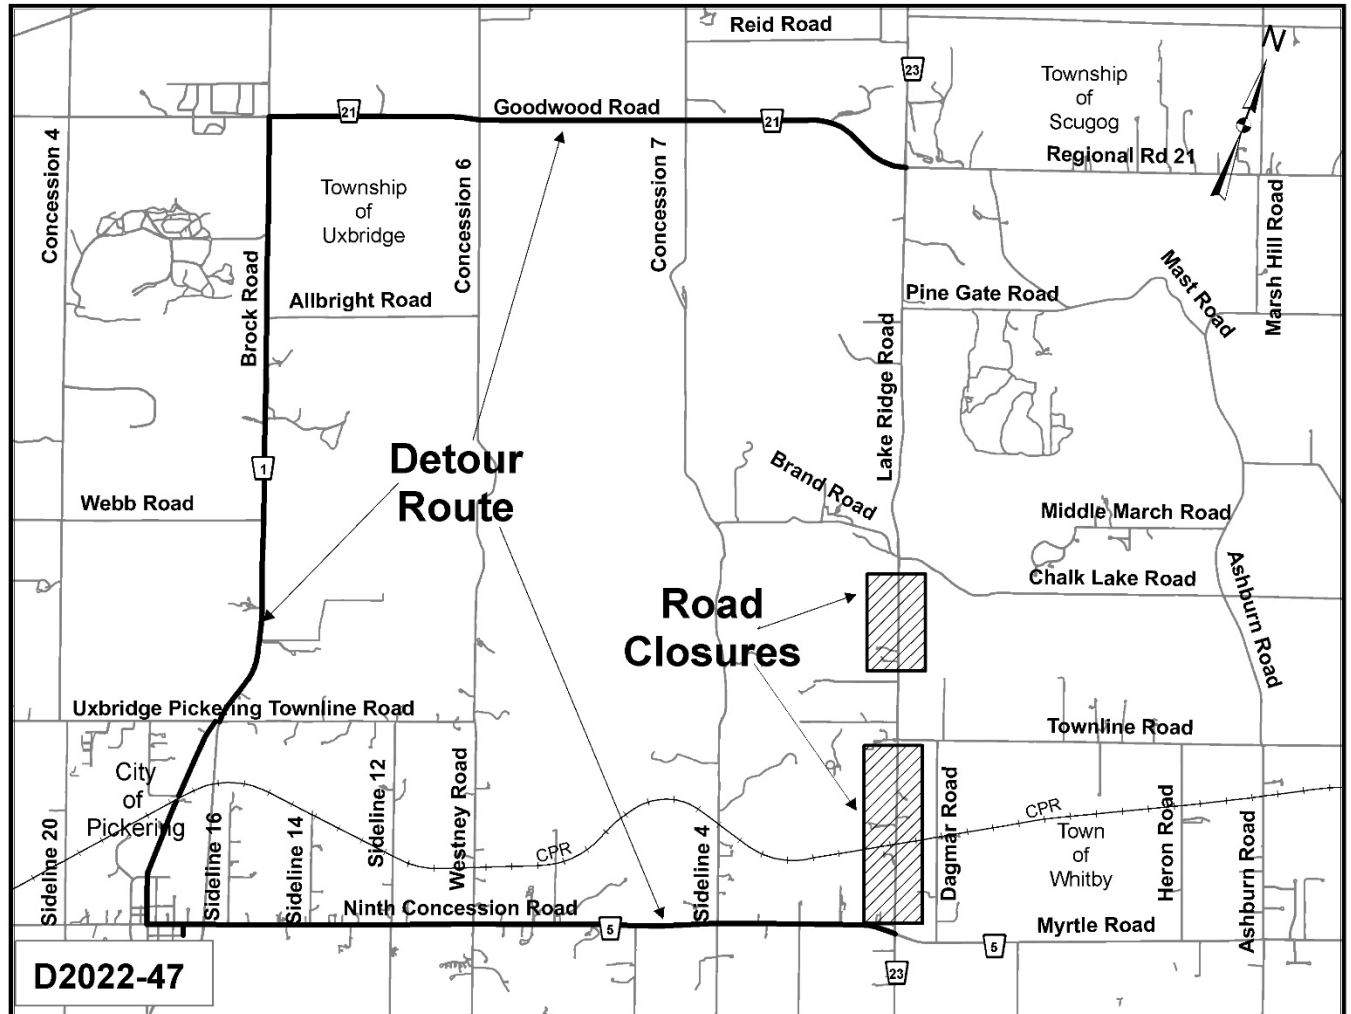 Reid Road
N
23
Township
of
Scugog
21
Goodwood Road
21
Regional Rd 21
Concession 4
Township
of
Uxbridge
Concession 6
Concession 7
Marsh Hill Road
Mast Road
Brock Road
Allbright Road
Pine Gate Road
Lake Ridge Road
Detour
Route
1
Brand Road
Webb Road
Middle March Road
Chalk Lake Road
Ashburn Road
Road
Closures
Uxbridge Pickering Townline Road
Townline Road
City
of
Pickering
Sideline 20
Sideline 16
Sideline 14
Sideline 12
Westney Road
CPR
Sideline 4
Dagmar Road
CPR
Town
of
Whitby
Heron Road
Ashburn Road
Ninth Concession Road
5
Myrtle Road
5
23
D2022-47